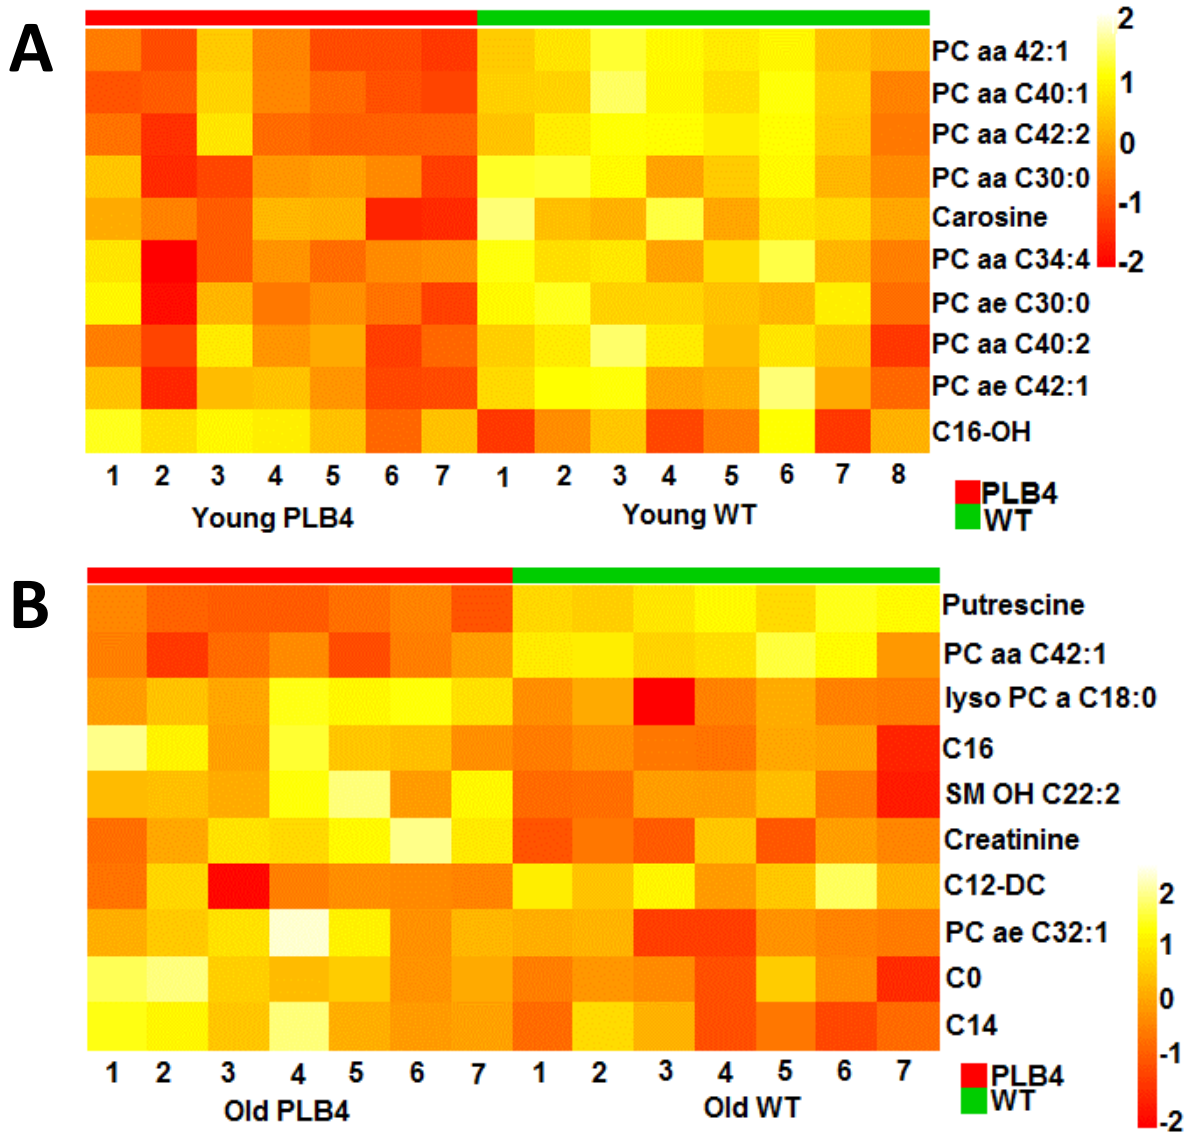 A
2
1
0
-1
-2
PC aa 42:1
PC aa C40:1
PC aa C42:2
PC aa C30:0
Carosine
PC aa C34:4
PC ae C30:0
PC aa C40:2
PC ae C42:1
C16-OH
1 2 3 4 5 6 7 1 2 3 4 5 6 7 8
Young PLB4 Young WT
PLB4
WT
B
Putrescine
PC aa C42:1
lyso PC a C18:0
C16
SM OH C22:2
Creatinine
C12-DC
PC ae C32:1
C0
C14
2
1
0
-1
-2
1 2 3 4 5 6 7 1 2 3 4 5 6 7
Old PLB4 Old WT
PLB4
WT